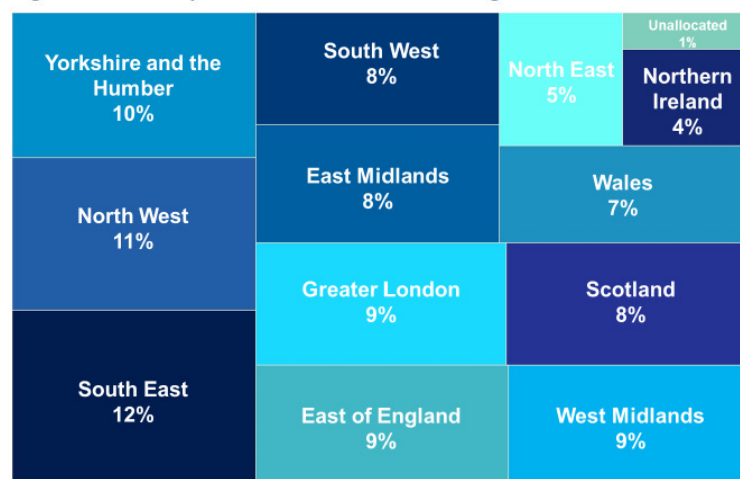 Yorkshire and the
Humber
10%
South West
8%
North East
5%
Unallocated
1%
Northern
Ireland
4%
North West
11%
East Midlands
8%
Wales
7%
Greater London
9%
Scotland
8%
South East
12%
East of England
9%
West Midlands
9%